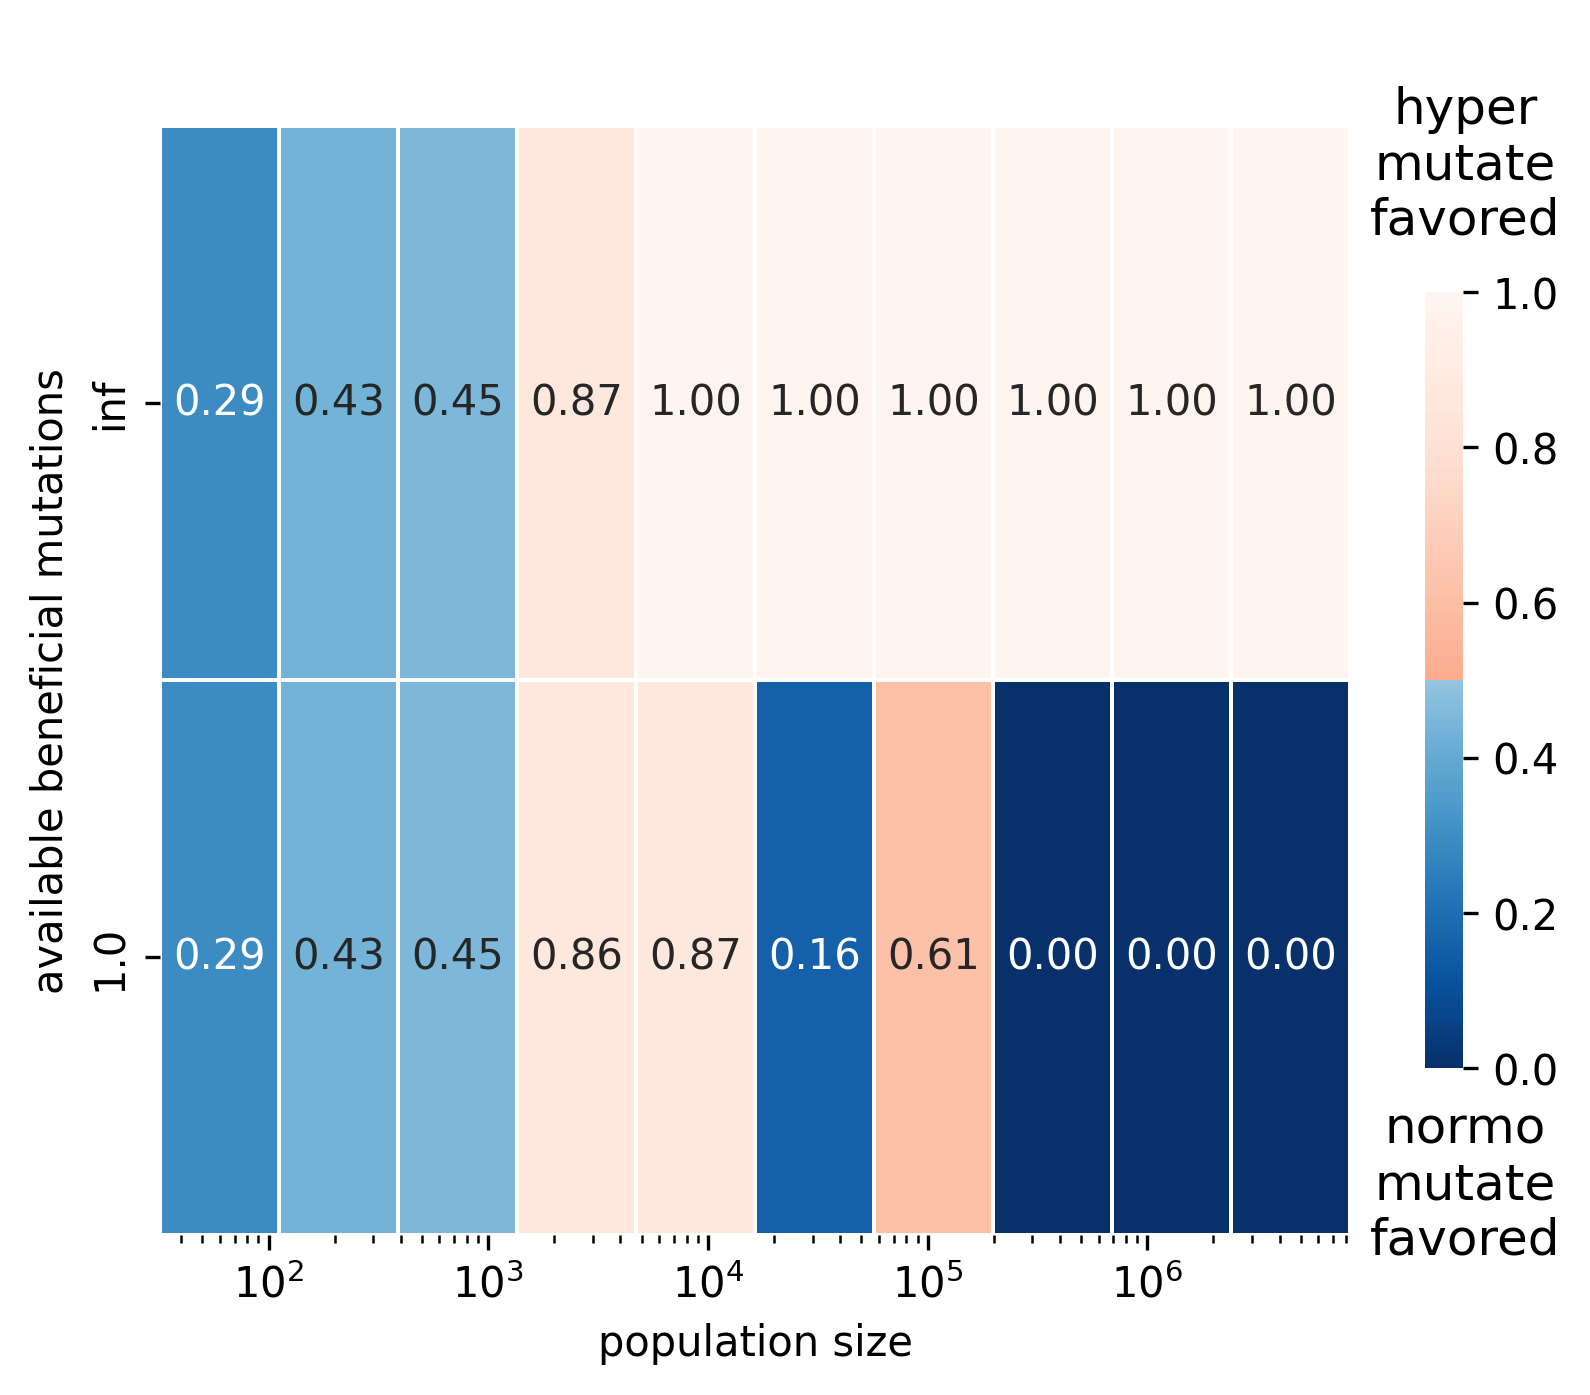 hyper
mutate
favored
available beneficial mutations
inf
0.29 0.43 0.45 0.87 1.00 1.00 1.00 1.00 1.00 1.00
1.0
0.29 0.43 0.45 0.86 0.87 0.16 0.61 0.00 0.00 0.00
10² 10³ 10⁴ 10⁵ 10⁶
population size
1.0
0.8
0.6
0.4
0.2
0.0
normo
mutate
favored